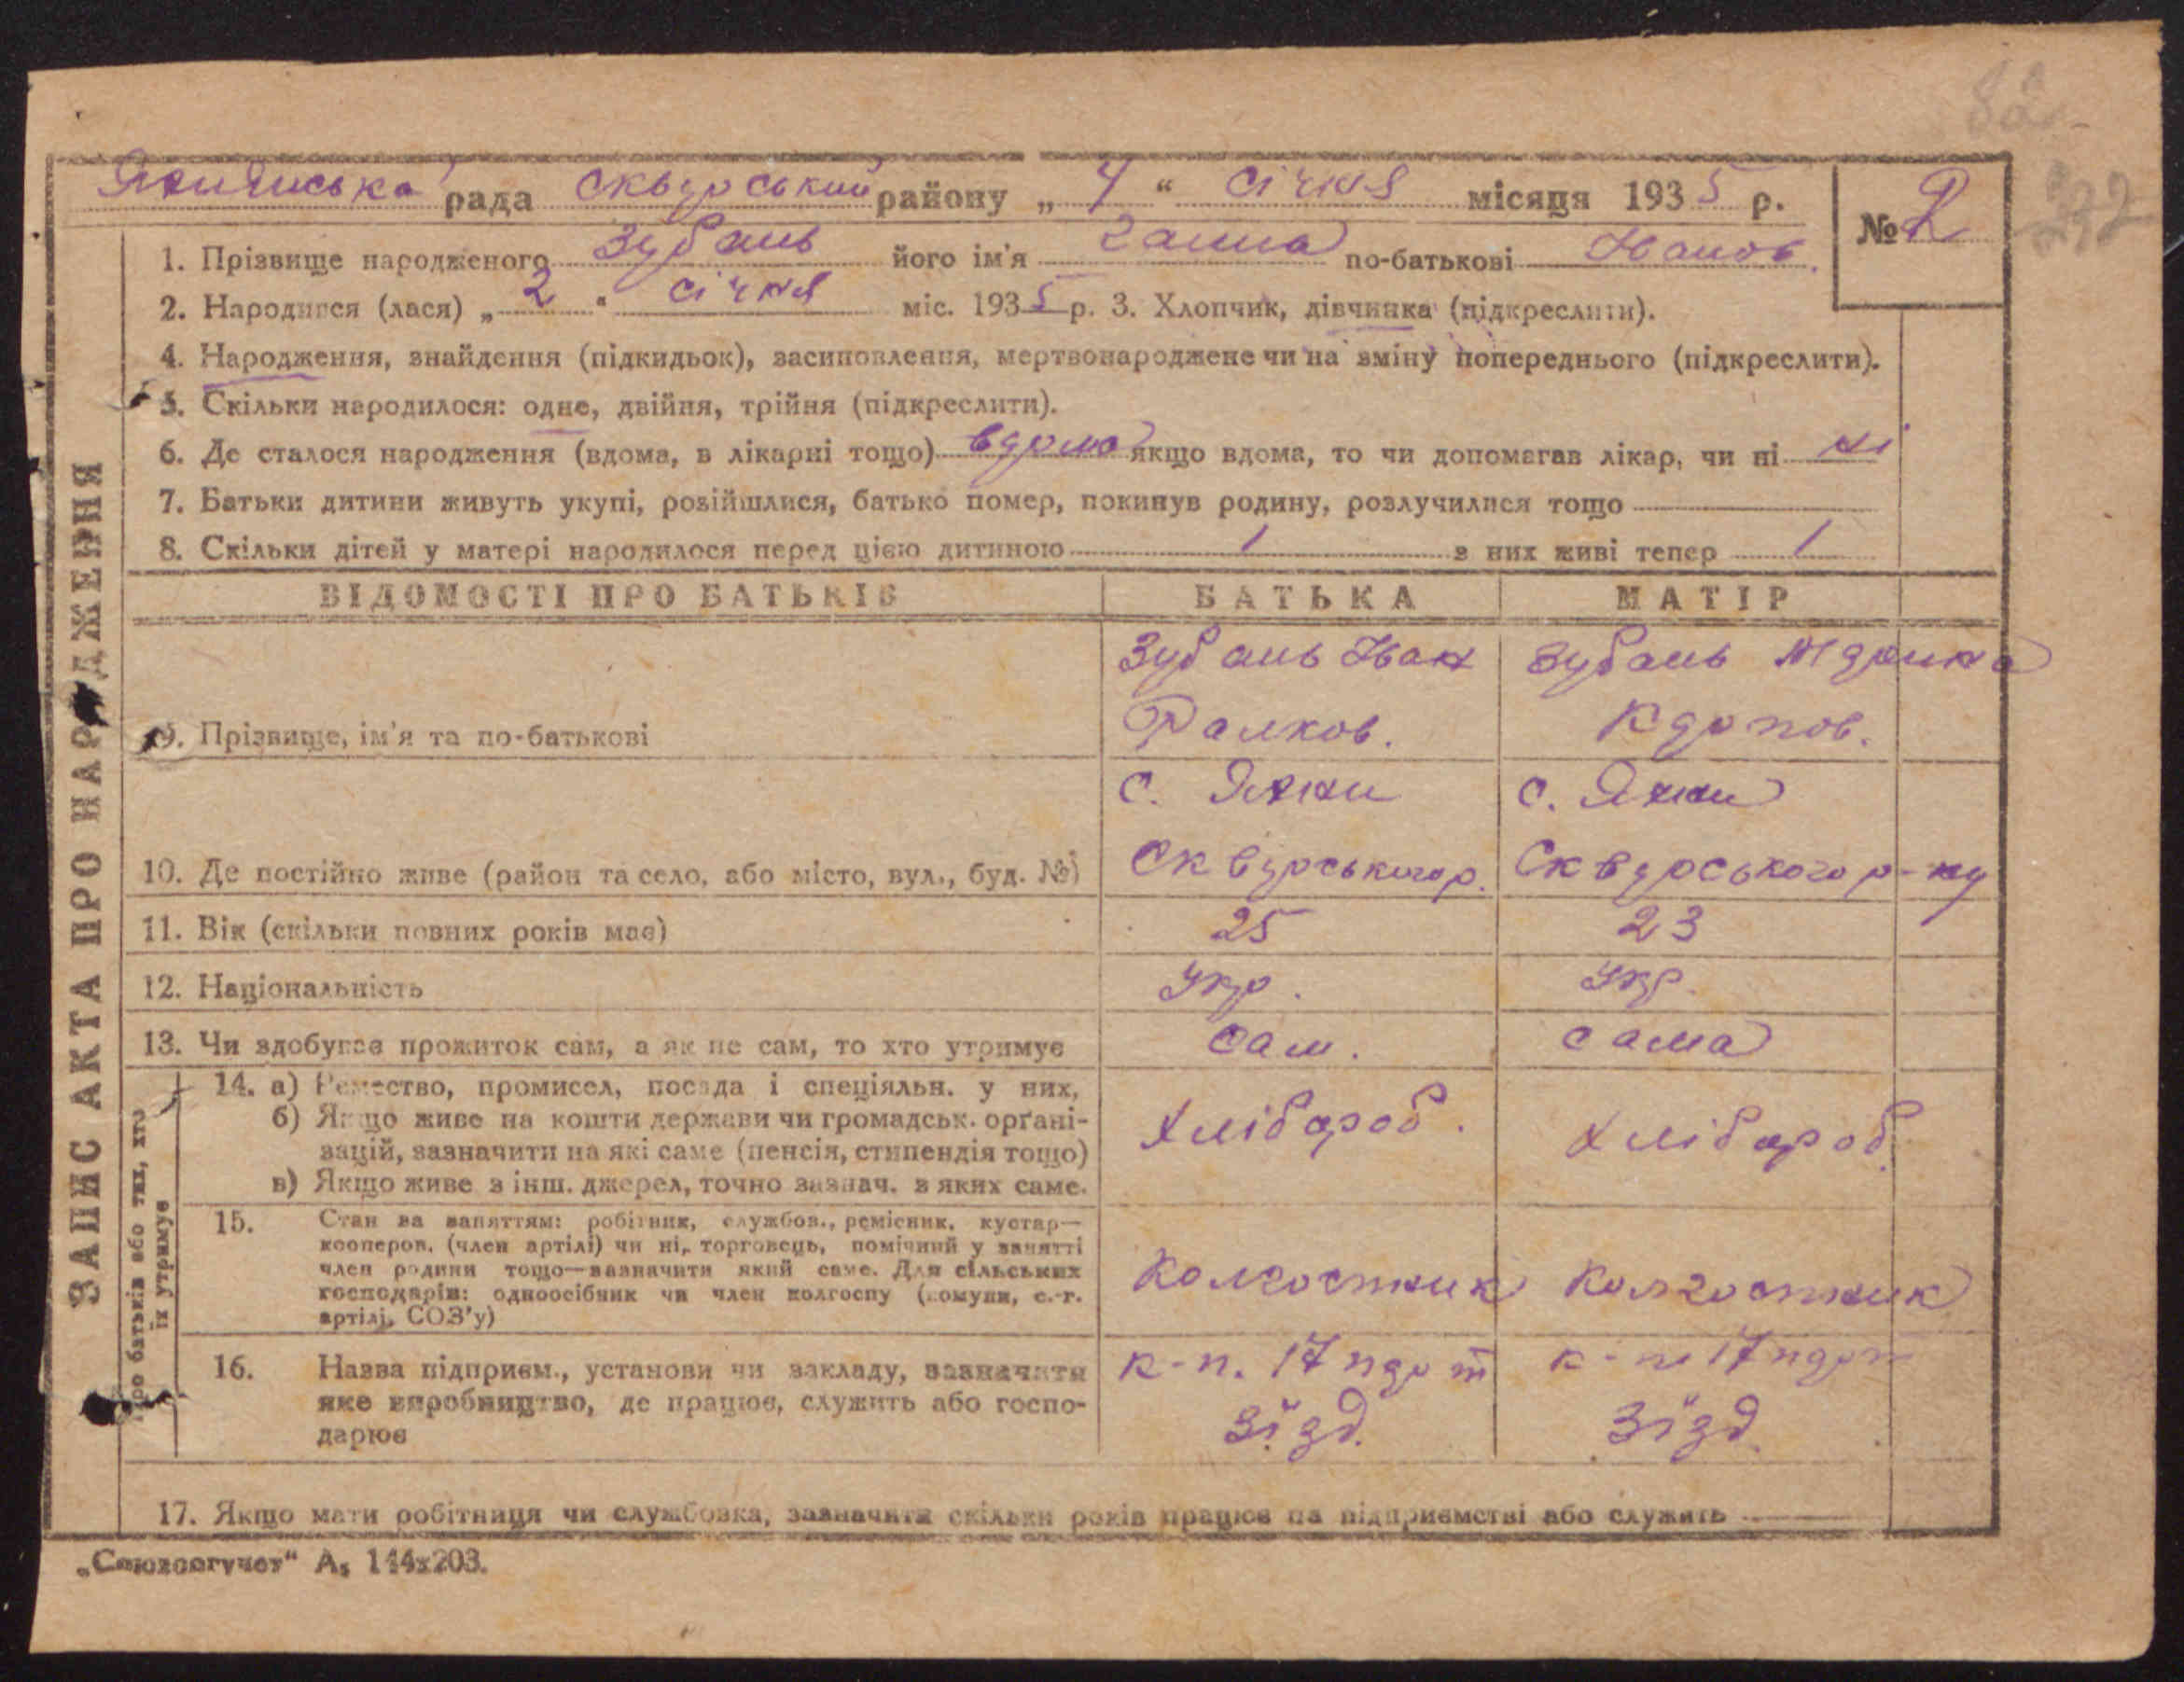 82
рада Сквирський району „ 4 “ січня місяця 1935 р. № 2
272
1. Прізвище народженого Зубань його ім'я Ганна по-батькові Іванов.
2. Народився (лася) „ 2 “ січня міс. 1935 р. 3. Хлопчик, дівчинка (підкреслити).
4. Народження, знайдення (підкидьок), засиновлення, мертвонароджене чи на зміну попереднього (підкреслити).
5. Скільки народилося: одне, двійня, трійня (підкреслити).
6. Де сталося народження (вдома, в лікарні тощо) вдома якщо вдома, то чи допомагав лікар, чи ні ні
7. Батьки дитини живуть укупі, розійшлися, батько помер, покинув родину, розлучилися тощо
8. Скільки дітей у матері народилося перед цією дитиною 1 з них живі тепер 1
ВІДОМОСТІ ПРО БАТЬКІВ БАТЬКА МАТІР
Зубань Іван Зубань
9. Прізвище, ім'я та по-батькові
с. Яхни с. Яхни
10. Де постійно живе (район та село, або місто, вул., буд. №) Сквирського р. Сквирського р-ну
11. Вік (скільки повних років має) 25 23
12. Національність Укр. Укр.
13. Чи здобуває прожиток сам, а як не сам, то хто утримує сам. сама
14. а) Ремество, промисел, посада і спеціяльн. у них,
б) Якщо живе на кошти держави чи громадськ. орґані-
зацій, зазначити на які саме (пенсія, стипендія тощо) хлібороб. хлібороб.
в) Якщо живе з інш. джерел, точно зазнач. з яких саме.
15. Стан за заняттям: робітник, службов., ремісник, кустар—
кооперов. (член артілі) чи ні, торговець, помічний у занятті
член родини тощо—зазначити який саме. Для сільських
господарів: одноосібник чи член колгоспу (комуни, с.-г.
артілі, СОЗ'у)
Колгоспник Колгоспник
16. Назва підприєм., установи чи закладу, зазначити
яке виробництво, де працює, служить або госпо-
дарює
к-п. 17 парт к-п 17 парт
зїзд. зїзд.
17. Якщо мати робітниця чи службовка, зазначити скільки років працює на підприємстві або служить
„Союзоргучет“ А₅ 144х203.
ЗАПИС АКТА ПРО НАРОДЖЕННЯ
Про батьків або тих, хто
їх утримує